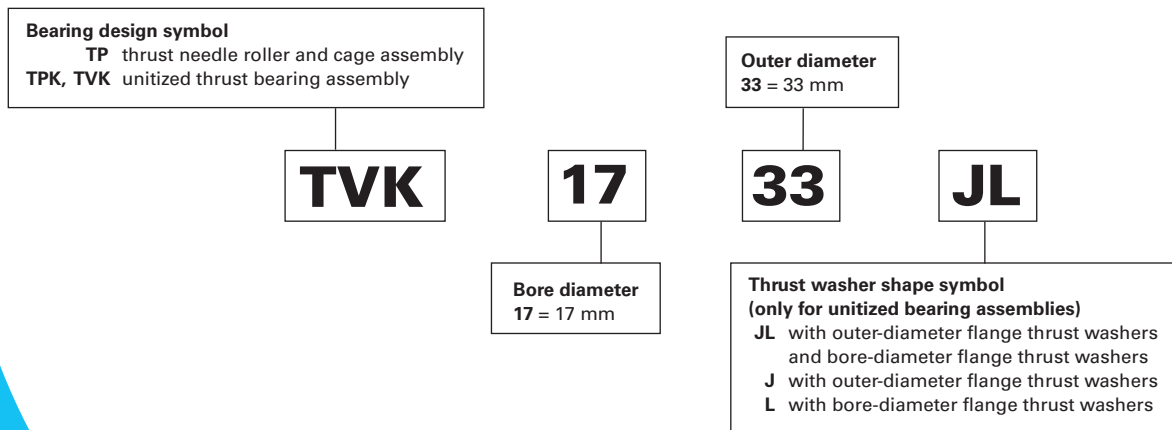 Bearing design symbol
TP thrust needle roller and cage assembly
TPK, TVK unitized thrust bearing assembly
Outer diameter
33 = 33 mm
TVK 17 33 JL
Bore diameter
17 = 17 mm
Thrust washer shape symbol
(only for unitized bearing assemblies)
JL with outer-diameter flange thrust washers
and bore-diameter flange thrust washers
J with outer-diameter flange thrust washers
L with bore-diameter flange thrust washers